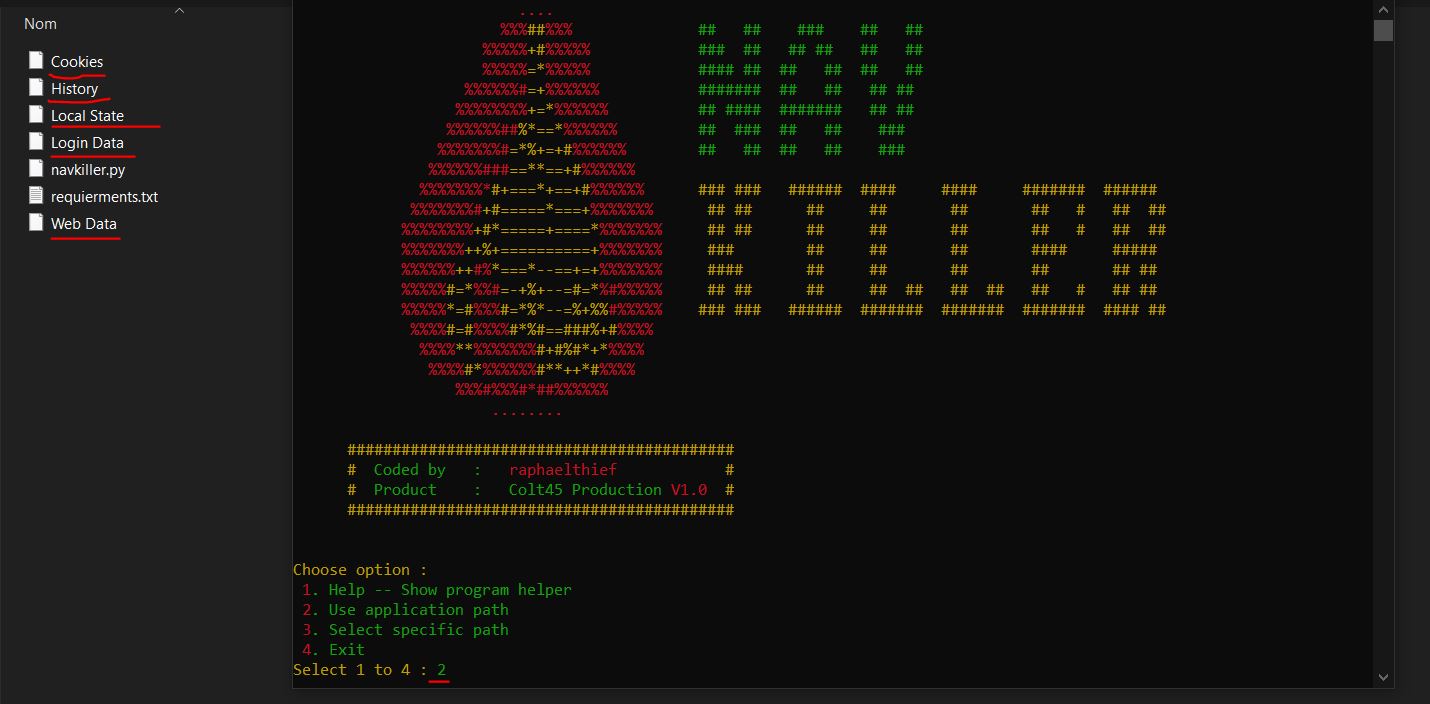 Nom
Cookies
History
Local State
Login Data
navkiller.py
requierments.txt
Web Data
NAV
KILLER
###########################################
# Coded by : raphaelthief #
# Product : Colt45 Production V1.0 #
###########################################
Choose option :
1. Help -- Show program helper
2. Use application path
3. Select specific path
4. Exit
Select 1 to 4 : 2